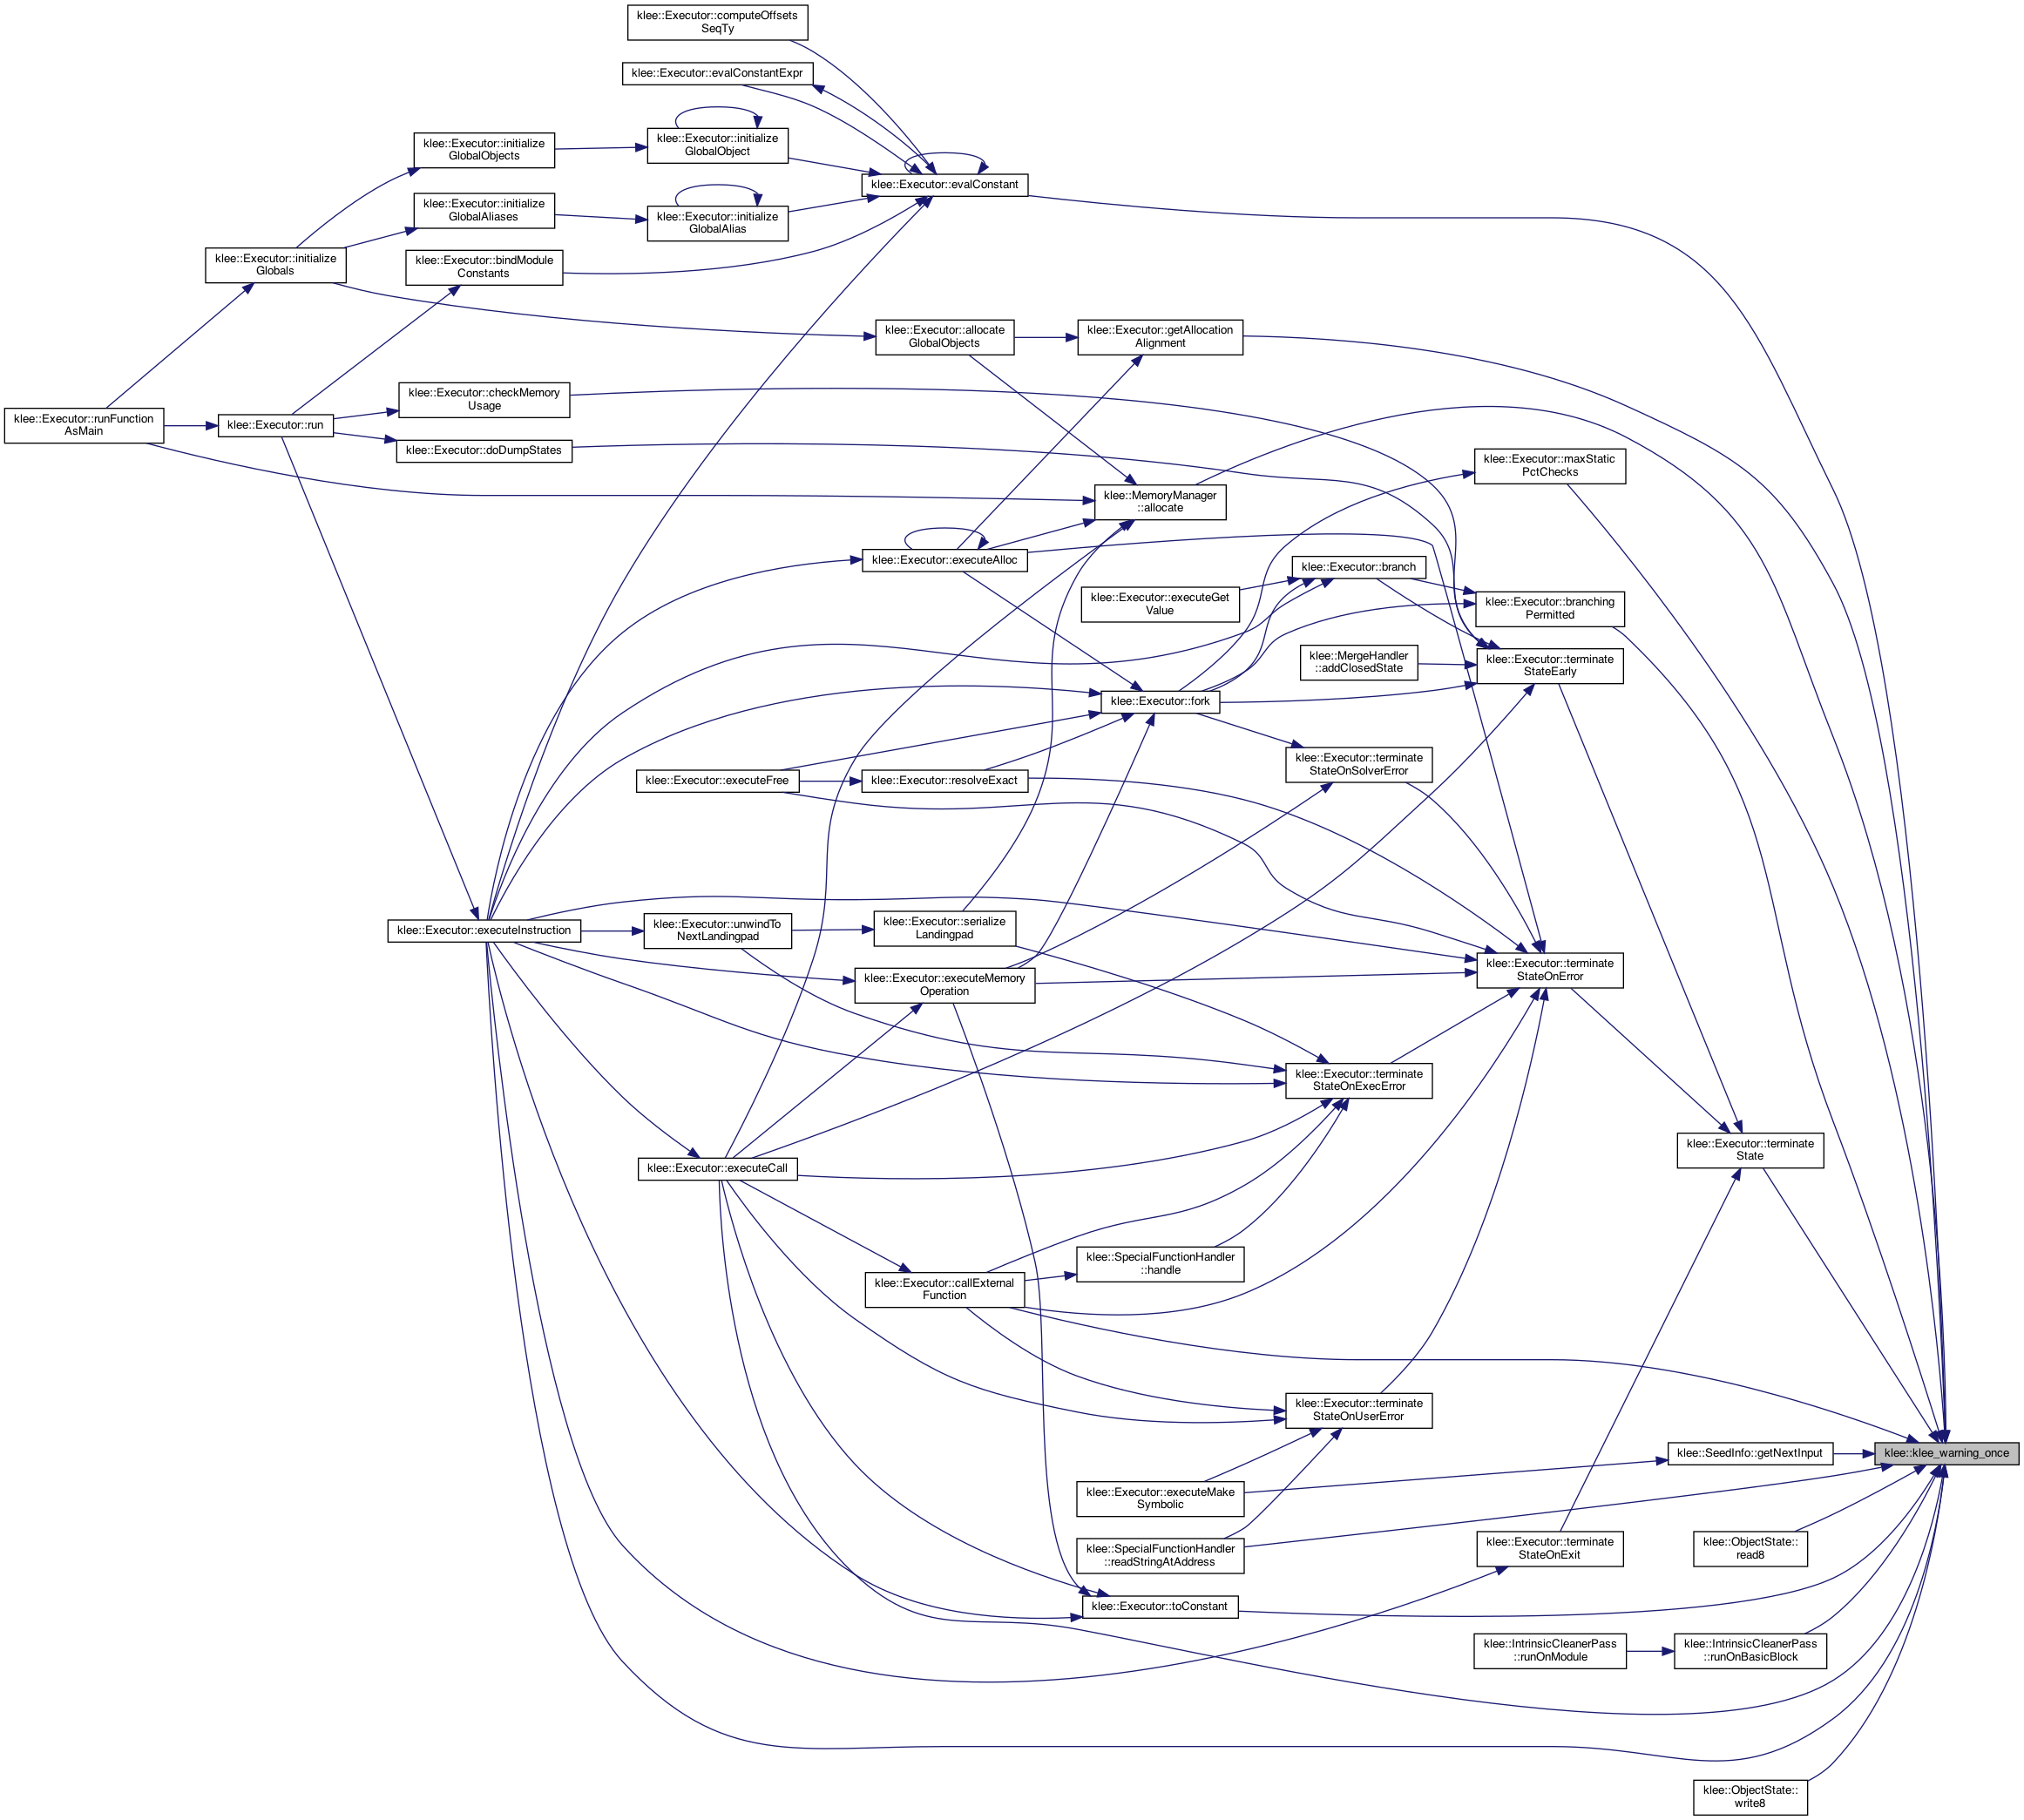 klee::Executor::computeOffsets
SeqTy
klee::Executor::evalConstantExpr
klee::Executor::initialize
GlobalObjects
klee::Executor::initialize
GlobalObject
klee::Executor::evalConstant
klee::Executor::initialize
GlobalAliases
klee::Executor::initialize
GlobalAlias
klee::Executor::initialize
Globals
klee::Executor::bindModule
Constants
klee::Executor::allocate
GlobalObjects
klee::Executor::getAllocation
Alignment
klee::Executor::checkMemory
Usage
klee::Executor::runFunction
AsMain
klee::Executor::run
klee::Executor::doDumpStates
klee::Executor::maxStatic
PctChecks
klee::MemoryManager
::allocate
klee::Executor::executeAlloc
klee::Executor::branch
klee::Executor::executeGet
Value
klee::Executor::branching
Permitted
klee::MergeHandler
::addClosedState
klee::Executor::terminate
StateEarly
klee::Executor::fork
klee::Executor::terminate
StateOnSolverError
klee::Executor::executeFree
klee::Executor::resolveExact
klee::Executor::executeInstruction
klee::Executor::unwindTo
NextLandingpad
klee::Executor::serialize
Landingpad
klee::Executor::terminate
StateOnError
klee::Executor::executeMemory
Operation
klee::Executor::terminate
StateOnExecError
klee::Executor::terminate
State
klee::Executor::executeCall
klee::SpecialFunctionHandler
::handle
klee::Executor::callExternal
Function
klee::Executor::terminate
StateOnUserError
klee::SeedInfo::getNextInput
klee::klee_warning_once
klee::Executor::executeMake
Symbolic
klee::SpecialFunctionHandler
::readStringAtAddress
klee::Executor::terminate
StateOnExit
klee::ObjectState::
read8
klee::Executor::toConstant
klee::IntrinsicCleanerPass
::runOnModule
klee::IntrinsicCleanerPass
::runOnBasicBlock
klee::ObjectState::
write8